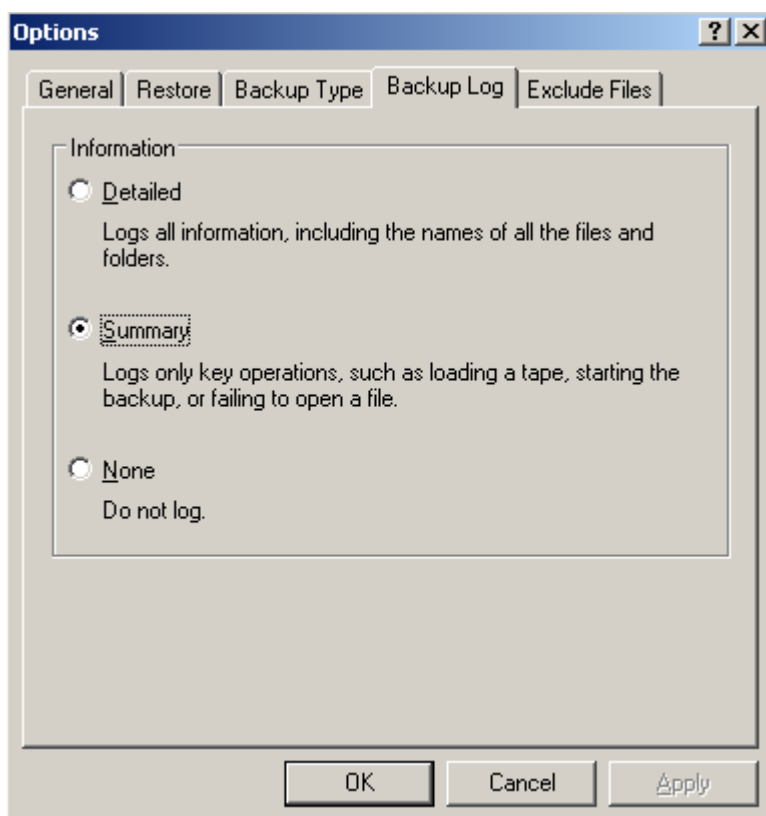 Options
General Restore Backup Type Backup Log Exclude Files
Information
Detailed
Logs all information, including the names of all the files and
folders.
Summary
Logs only key operations, such as loading a tape, starting the
backup, or failing to open a file.
None
Do not log.
OK Cancel Apply